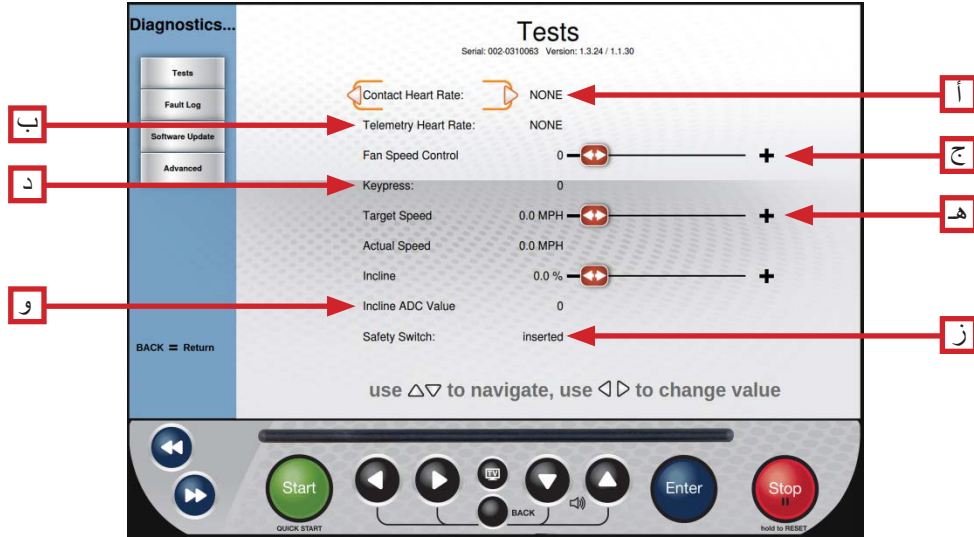 Diagnostics...
Tests
Fault Log
Software Update
Advanced
BACK = Return
Tests
Serial: 002-0310063 Version: 1.3.24 / 1.1.30
Contact Heart Rate: NONE
Telemetry Heart Rate: NONE
Fan Speed Control 0 – +
Keypress: 0
Target Speed 0.0 MPH – +
Actual Speed 0.0 MPH
Incline 0.0 % – +
Incline ADC Value 0
Safety Switch: inserted
use △▽ to navigate, use ◁ ▷ to change value
أ
ب
ج
د
هـ
و
ز
Start
QUICK START
TV
BACK
Enter
Stop
hold to RESET